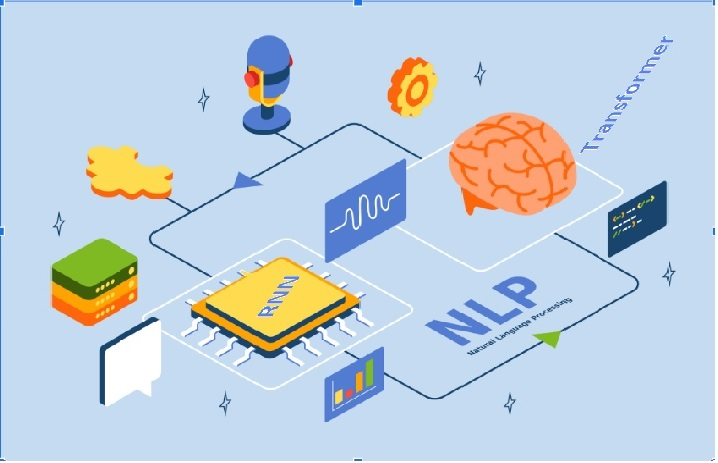 Transformer
RNN
NLP
Natural Language Processing